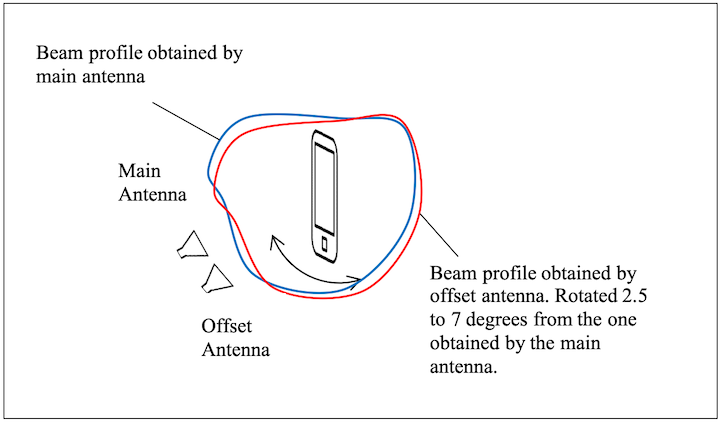 Beam profile obtained by
main antenna
Main
Antenna
Offset
Antenna
Beam profile obtained by
offset antenna. Rotated 2.5
to 7 degrees from the one
obtained by the main
antenna.